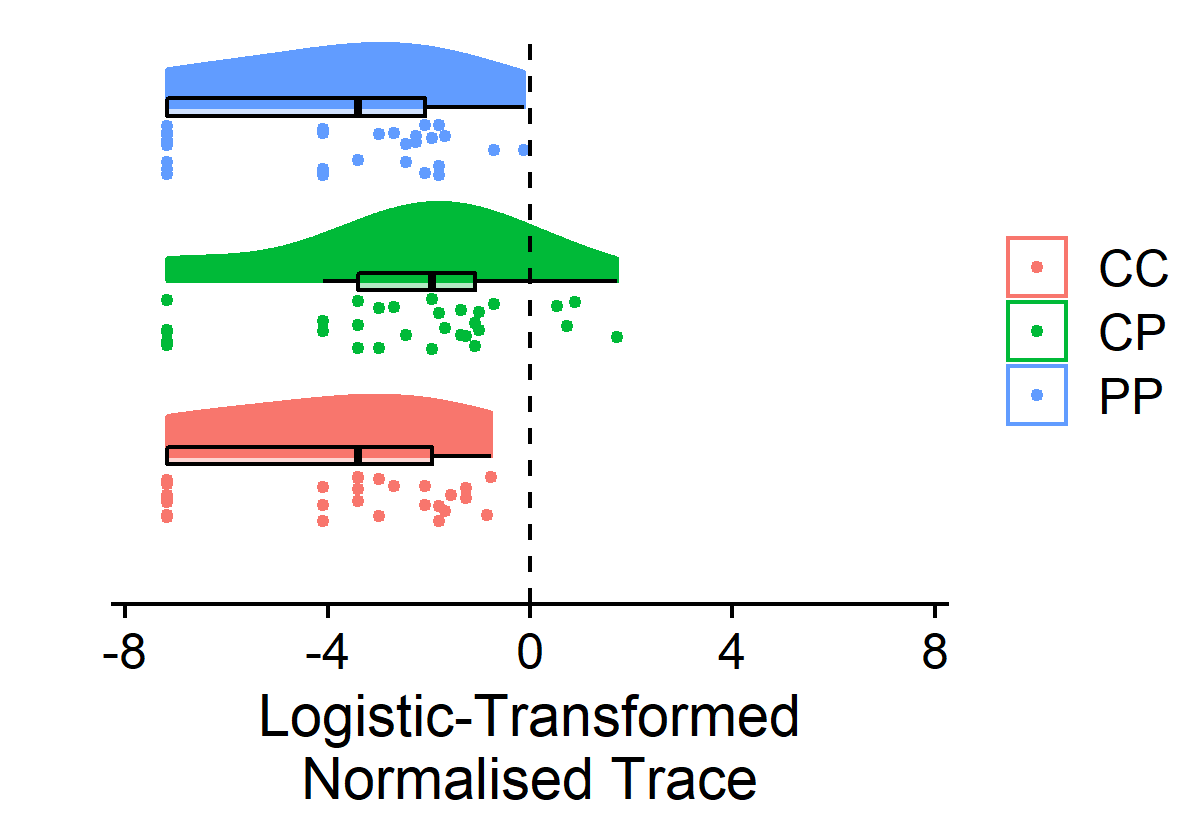 CC
CP
PP
-8 -4 0 4 8
Logistic-Transformed
Normalised Trace